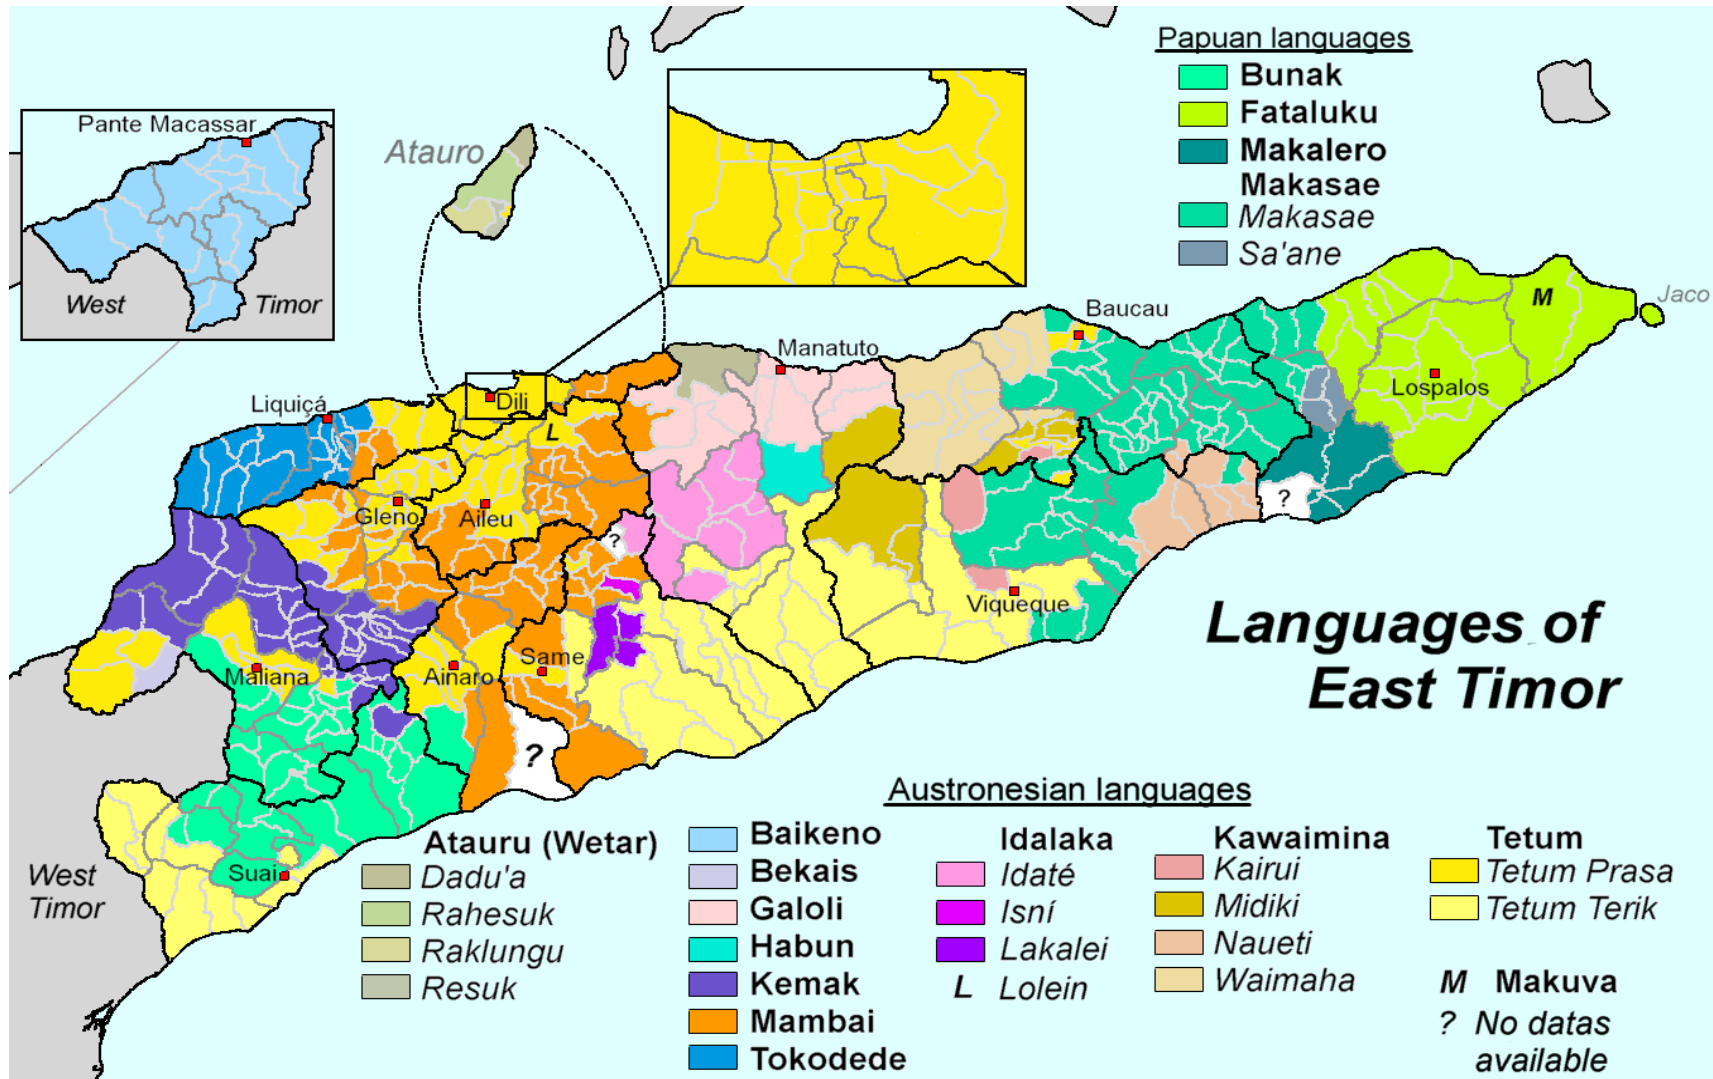 Papuan languages
Bunak
Fataluku
Makalero
Makasae
Makasae
Sa'ane
Pante Macassar
West
Timor
Atauro
Jaco
M
Baucau
Manatuto
Lospalos
Liquiçá
Dili
L
Gleno
Aileu
?
?
Viqueque
Languages of
East Timor
Maliana
Ainaro
Same
?
Suai
West
Timor
Austronesian languages
Atauru (Wetar)
Dadu'a
Rahesuk
Raklungu
Resuk
Baikeno
Bekais
Galoli
Habun
Kemak
Mambai
Tokodede
Idalaka
Idaté
Isní
Lakalei
L Lolein
Kawaimina
Kairui
Midiki
Naueti
Waimaha
Tetum
Tetum Prasa
Tetum Terik
M Makuva
? No datas
available